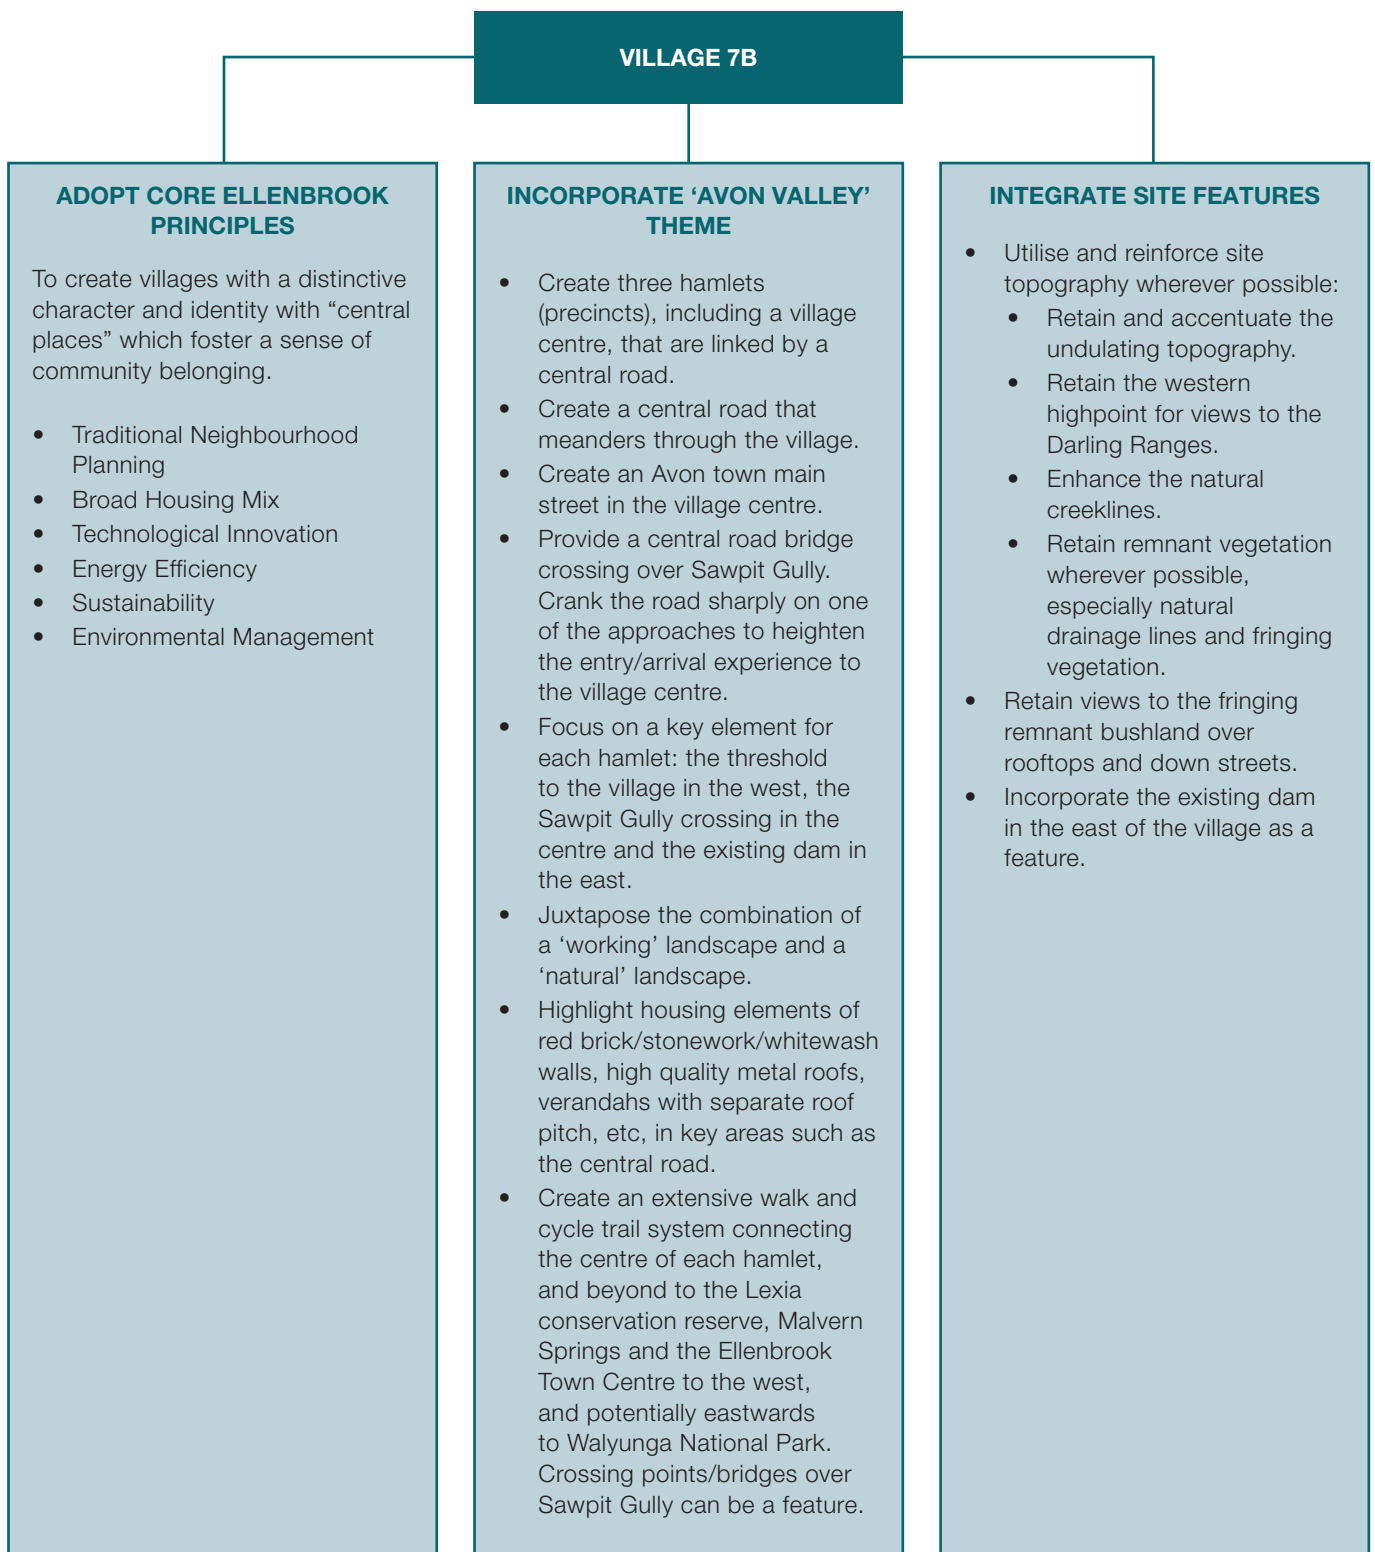 VILLAGE 7B
ADOPT CORE ELLENBROOK
PRINCIPLES
To create villages with a distinctive
character and identity with “central
places” which foster a sense of
community belonging.
• Traditional Neighbourhood
Planning
• Broad Housing Mix
• Technological Innovation
• Energy Efficiency
• Sustainability
• Environmental Management
INCORPORATE ‘AVON VALLEY’
THEME
• Create three hamlets
(precincts), including a village
centre, that are linked by a
central road.
• Create a central road that
meanders through the village.
• Create an Avon town main
street in the village centre.
• Provide a central road bridge
crossing over Sawpit Gully.
Crank the road sharply on one
of the approaches to heighten
the entry/arrival experience to
the village centre.
• Focus on a key element for
each hamlet: the threshold
to the village in the west, the
Sawpit Gully crossing in the
centre and the existing dam in
the east.
• Juxtapose the combination of
a ‘working’ landscape and a
‘natural’ landscape.
• Highlight housing elements of
red brick/stonework/whitewash
walls, high quality metal roofs,
verandahs with separate roof
pitch, etc, in key areas such as
the central road.
• Create an extensive walk and
cycle trail system connecting
the centre of each hamlet,
and beyond to the Lexia
conservation reserve, Malvern
Springs and the Ellenbrook
Town Centre to the west,
and potentially eastwards
to Walyunga National Park.
Crossing points/bridges over
Sawpit Gully can be a feature.
INTEGRATE SITE FEATURES
• Utilise and reinforce site
topography wherever possible:
• Retain and accentuate the
undulating topography.
• Retain the western
highpoint for views to the
Darling Ranges.
• Enhance the natural
creeklines.
• Retain remnant vegetation
wherever possible,
especially natural
drainage lines and fringing
vegetation.
• Retain views to the fringing
remnant bushland over
rooftops and down streets.
• Incorporate the existing dam
in the east of the village as a
feature.